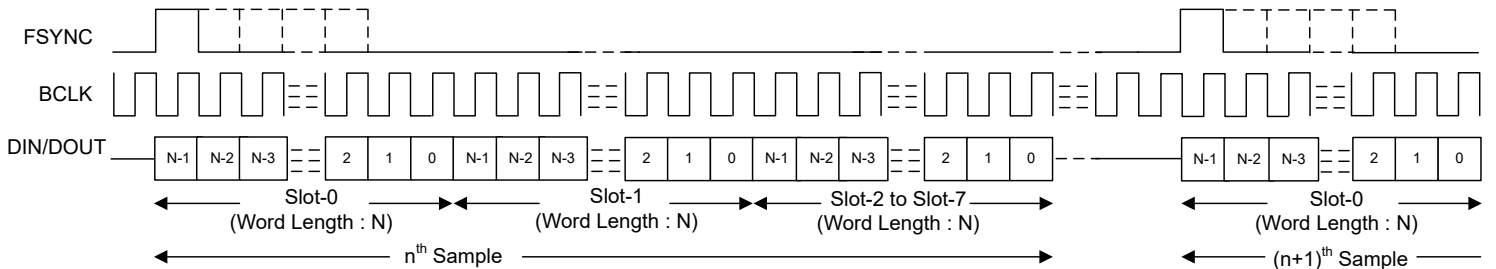 FSYNC
BCLK
DIN/DOUT
N-1 N-2 N-3 2 1 0 N-1 N-2 N-3 2 1 0 N-1 N-2 N-3 2 1 0 N-1 N-2 N-3 2 1 0
Slot-0 Slot-1 Slot-2 to Slot-7 Slot-0
(Word Length : N) (Word Length : N) (Word Length : N) (Word Length : N)
nth Sample (n+1)th Sample